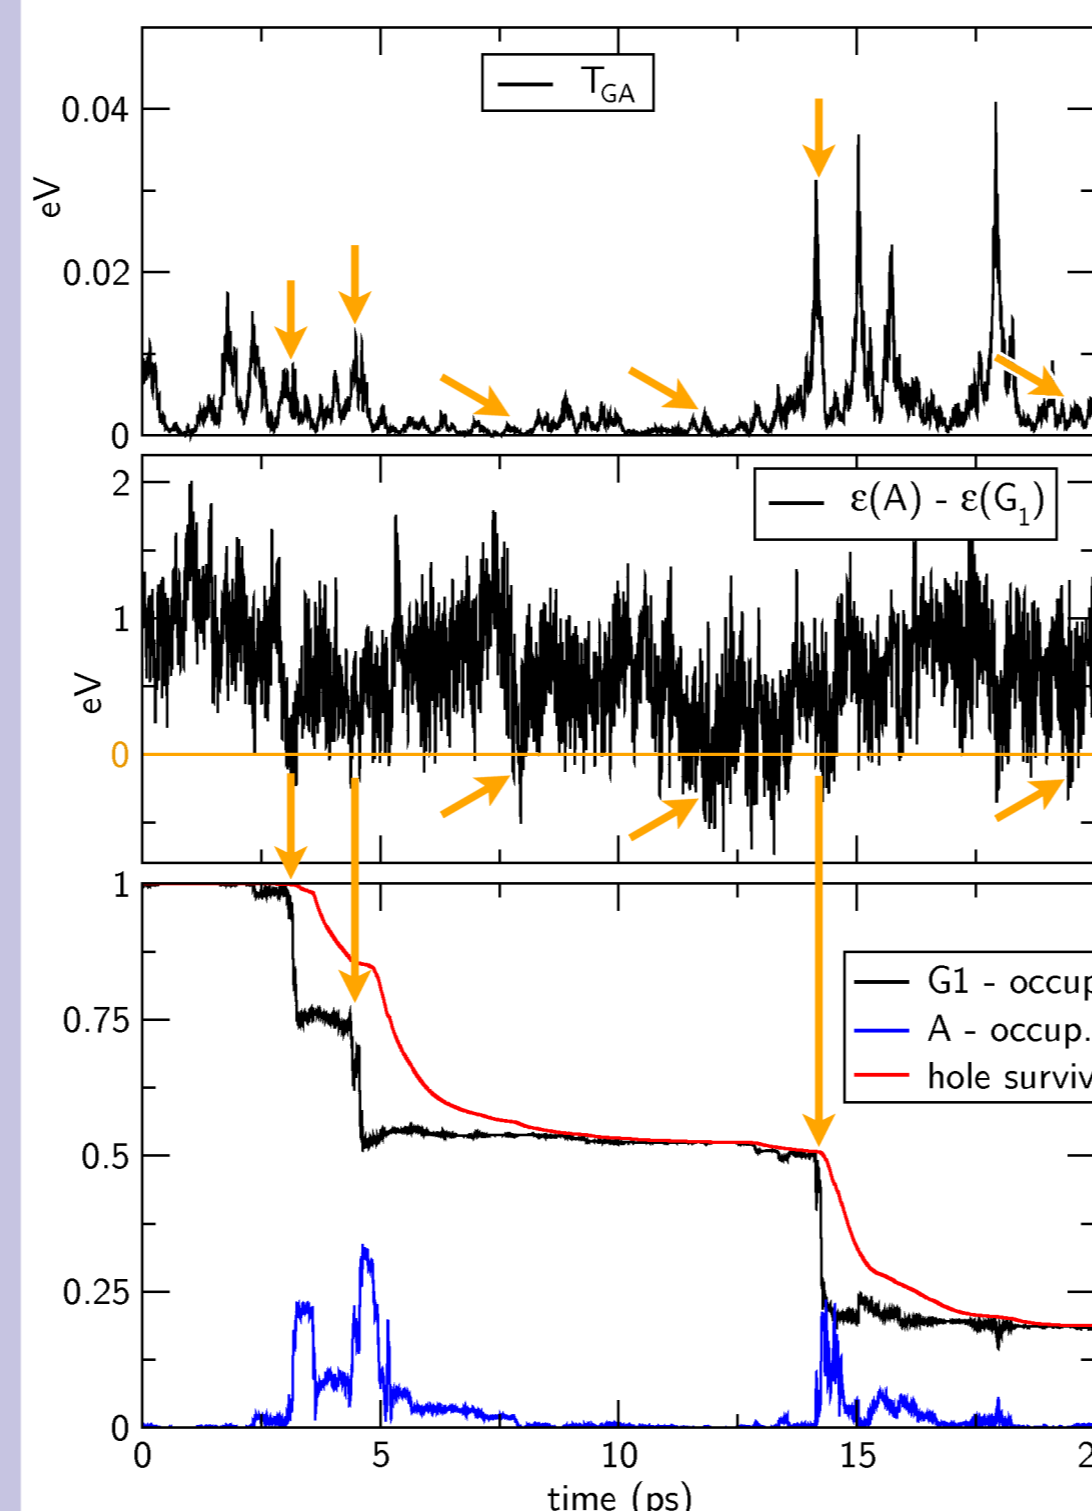 T_GA
0.04
0.02
0
eV
ε(A) - ε(G_1)
2
1
0
eV
G1 - occup
A - occup.
hole surviv
1
0.75
0.5
0.25
0
0 5 10 15 2
time (ps)